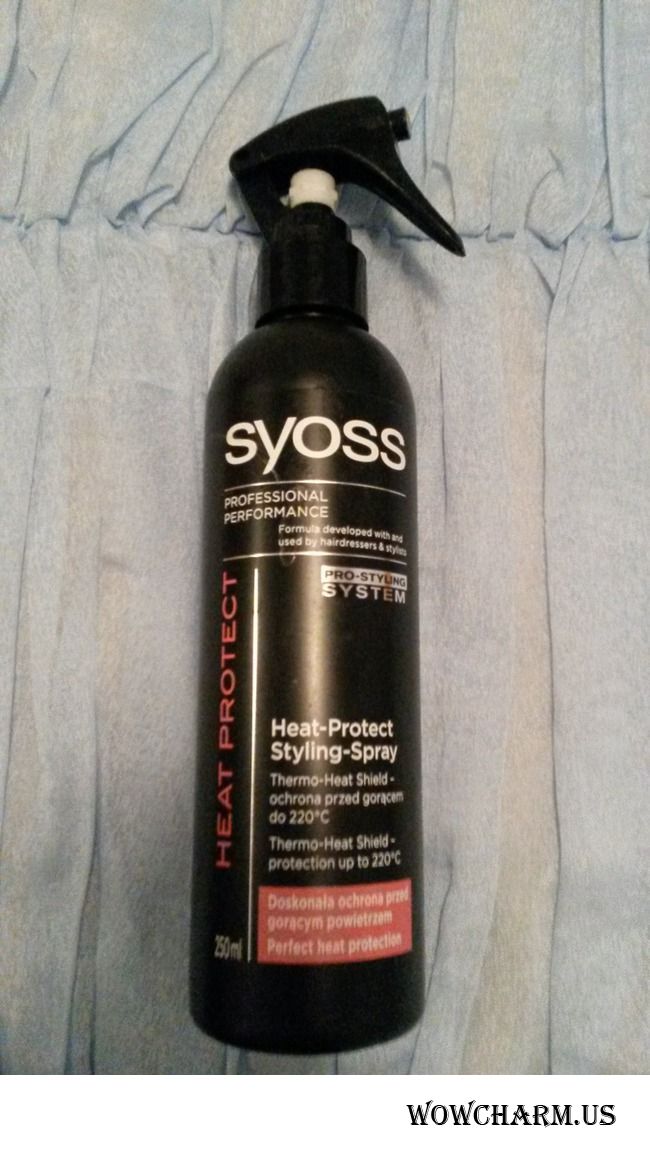 syoss
PROFESSIONAL
PERFORMANCE
Formula developed with and
used by hairdressers & stylists
PRO-STYLING
SYSTEM
HEAT PROTECT
Heat-Protect
Styling-Spray
Thermo-Heat Shield -
ochrona przed gorącem
do 220°C
Thermo-Heat Shield -
protection up to 220°C
Doskonała ochrona przed
gorącym powietrzem
Perfect heat protection
250ml
WOWCHARM.US